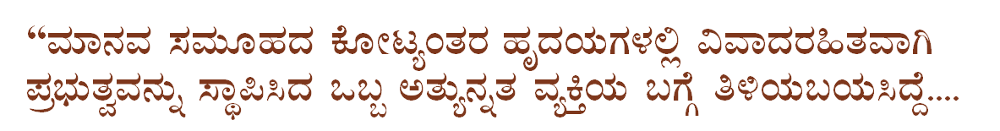 “ಮಾನವ ಸಮೂಹದ ಕೋಟ್ಯಂತರ ಹೃದಯಗಳಲ್ಲಿ ವಿವಾದರಹಿತವಾಗಿ
ಪ್ರಭುತ್ವವನ್ನು ಸ್ಥಾಪಿಸಿದ ಒಬ್ಬ ಅತ್ಯುನ್ನತ ವ್ಯಕ್ತಿಯ ಬಗ್ಗೆ ತಿಳಿಯಬಯಸಿದ್ದೆ....